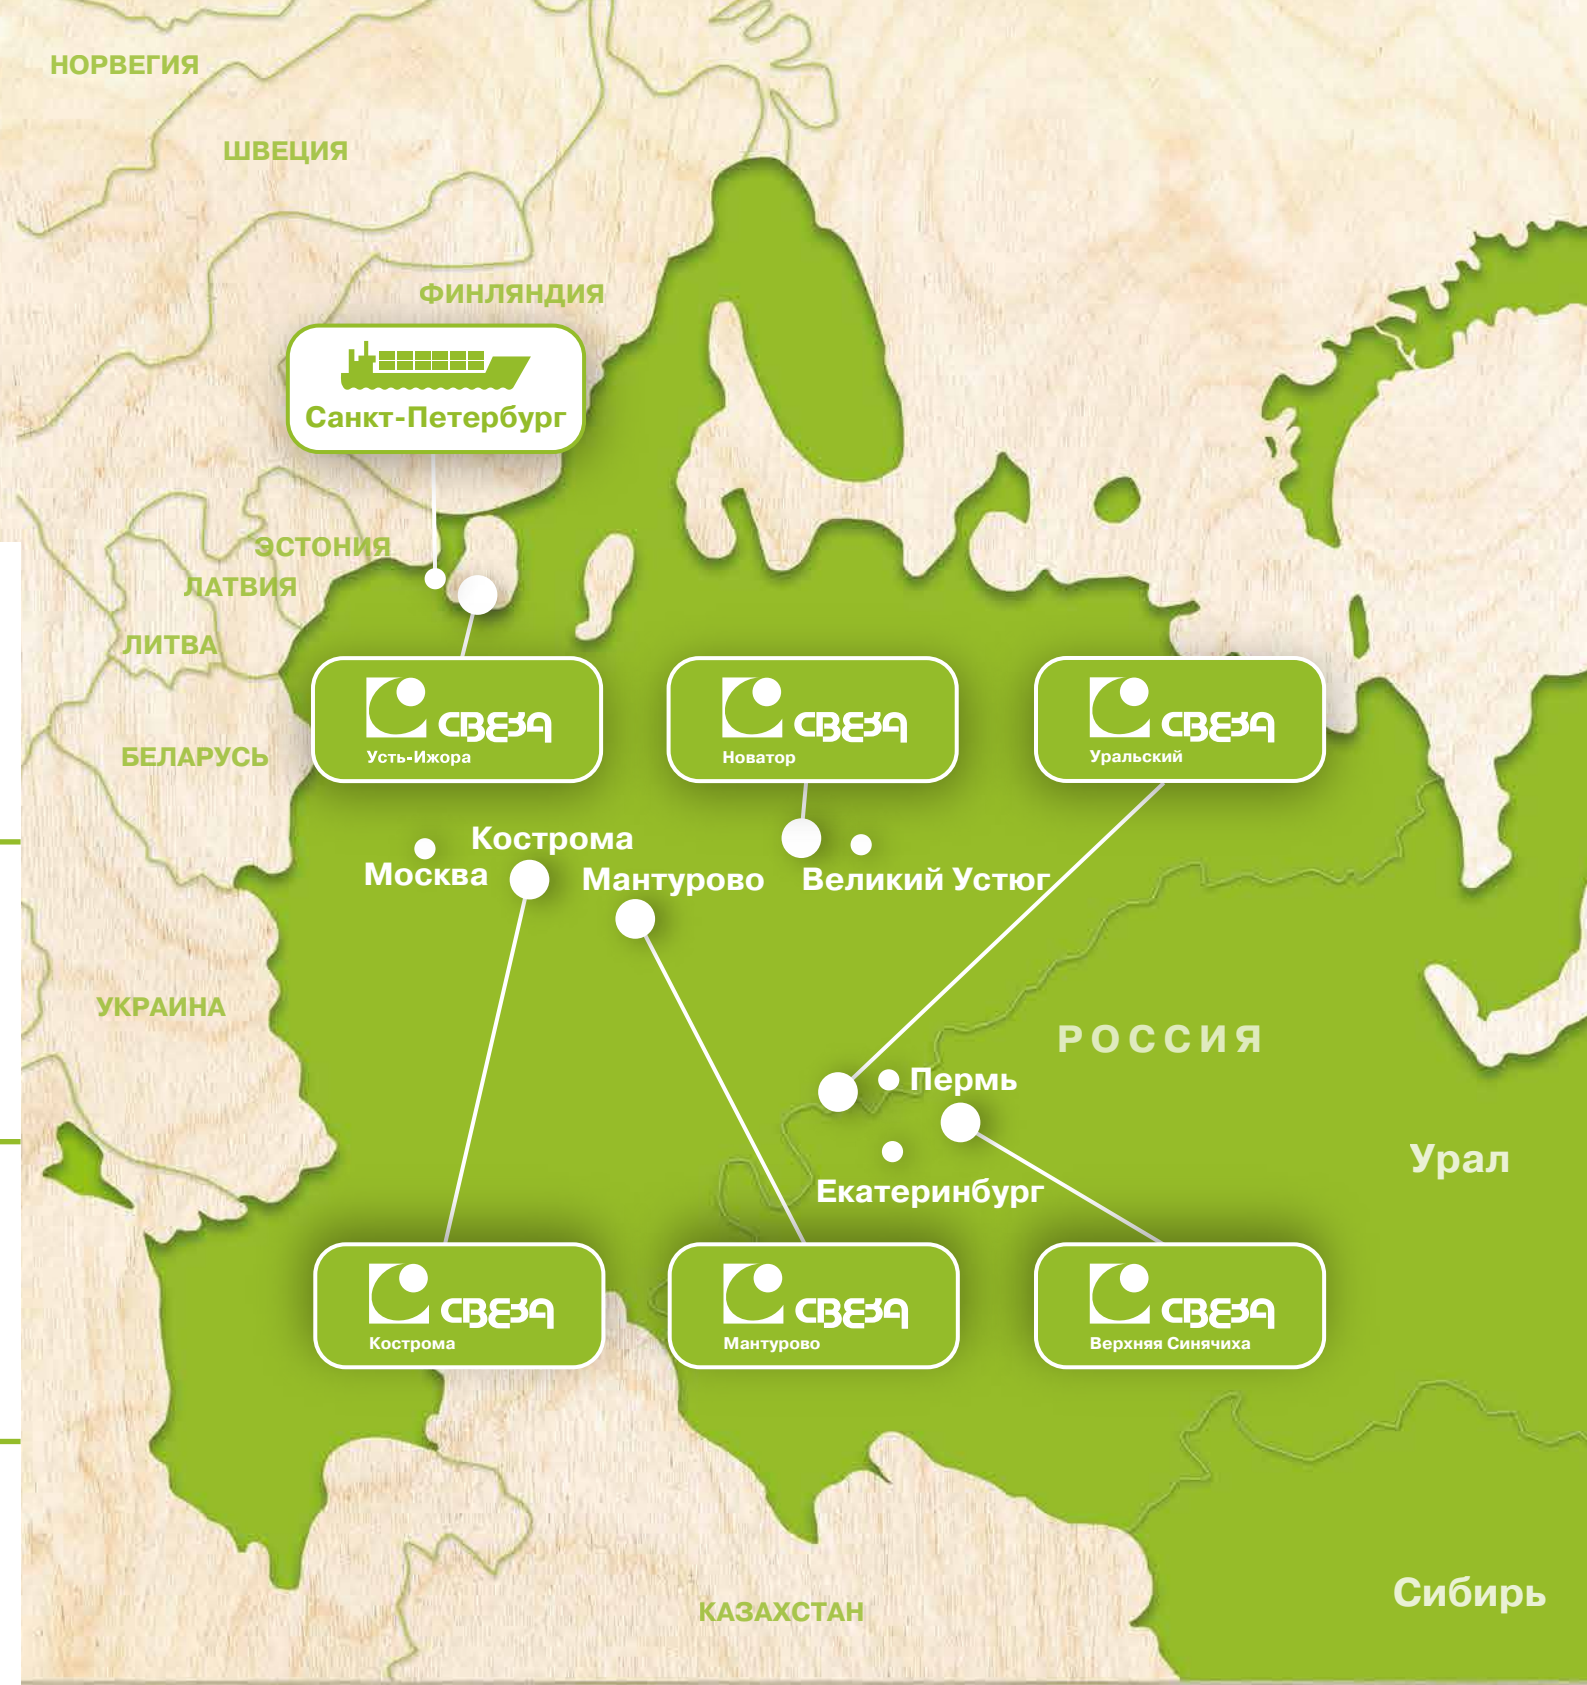 НОРВЕГИЯ
ШВЕЦИЯ
ФИНЛЯНДИЯ
Санкт-Петербург
ЭСТОНИЯ
ЛАТВИЯ
ЛИТВА
БЕЛАРУСЬ
СВЕЗА
Усть-Ижора
СВЕЗА
Новатор
СВЕЗА
Уральский
Москва
Кострома
Мантурово
Великий Устюг
УКРАИНА
РОССИЯ
Пермь
Екатеринбург
Урал
СВЕЗА
Кострома
СВЕЗА
Мантурово
СВЕЗА
Верхняя Синячиха
КАЗАХСТАН
Сибирь